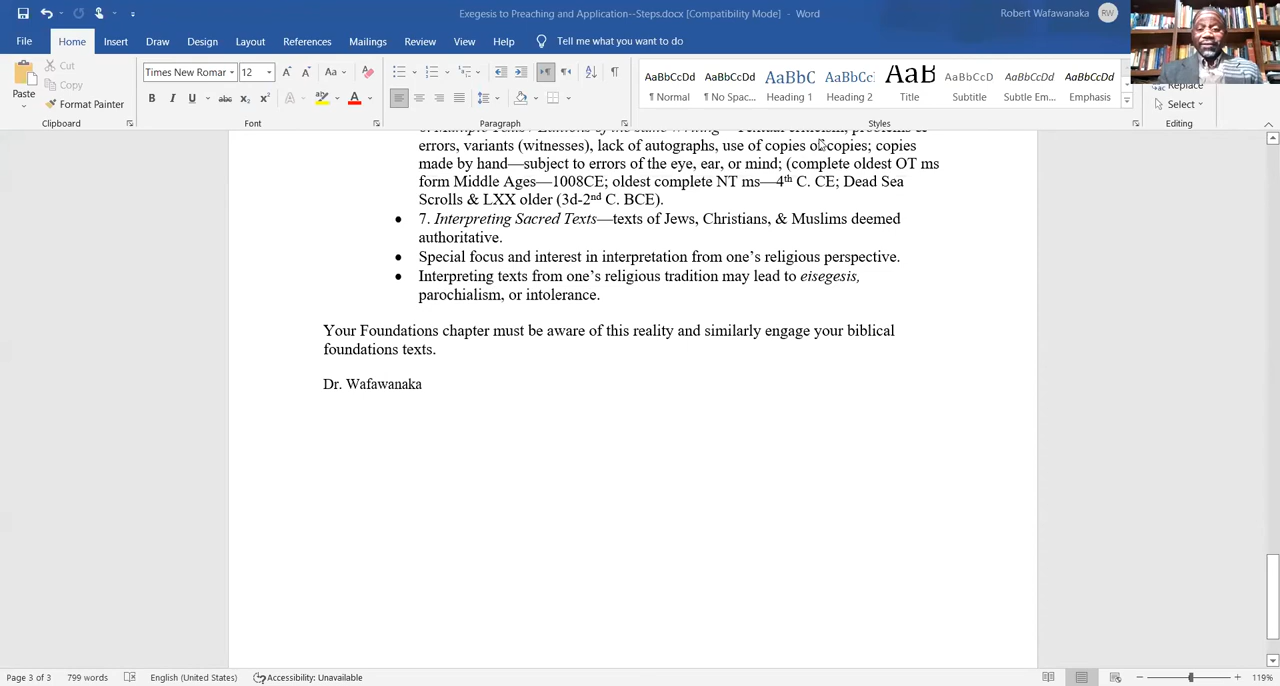 Exegesis to Preaching and Application--Steps.docx [Compatibility Mode] - Word
Robert Wafawanaka RW
File Home Insert Draw Design Layout References Mailings Review View Help Tell me what you want to do
Paste
Cut
Copy
Format Painter
Clipboard
Times New Romar 12
Font
Paragraph
AaBbCcDd AaBbCcDd AaBbC AaBbCc AaB AaBbCcDd AaBbCcDd AaBbCcDd
¶ Normal ¶ No Spac... Heading 1 Heading 2 Title Subtitle Subtle Em... Emphasis
Styles
Replace
Select
Editing
errors, variants (witnesses), lack of autographs, use of copies of copies; copies
made by hand—subject to errors of the eye, ear, or mind; (complete oldest OT ms
form Middle Ages—1008CE; oldest complete NT ms—4th C. CE; Dead Sea
Scrolls & LXX older (3d-2nd C. BCE).
• 7. Interpreting Sacred Texts—texts of Jews, Christians, & Muslims deemed
authoritative.
• Special focus and interest in interpretation from one's religious perspective.
• Interpreting texts from one's religious tradition may lead to eisegesis,
parochialism, or intolerance.
Your Foundations chapter must be aware of this reality and similarly engage your biblical
foundations texts.
Dr. Wafawanaka
Page 3 of 3 799 words English (United States) Accessibility: Unavailable 119%